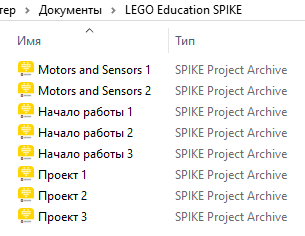 тер > Документы > LEGO Education SPIKE
Имя Тип
Motors and Sensors 1 SPIKE Project Archive
Motors and Sensors 2 SPIKE Project Archive
Начало работы 1 SPIKE Project Archive
Начало работы 2 SPIKE Project Archive
Начало работы 3 SPIKE Project Archive
Проект 1 SPIKE Project Archive
Проект 2 SPIKE Project Archive
Проект 3 SPIKE Project Archive